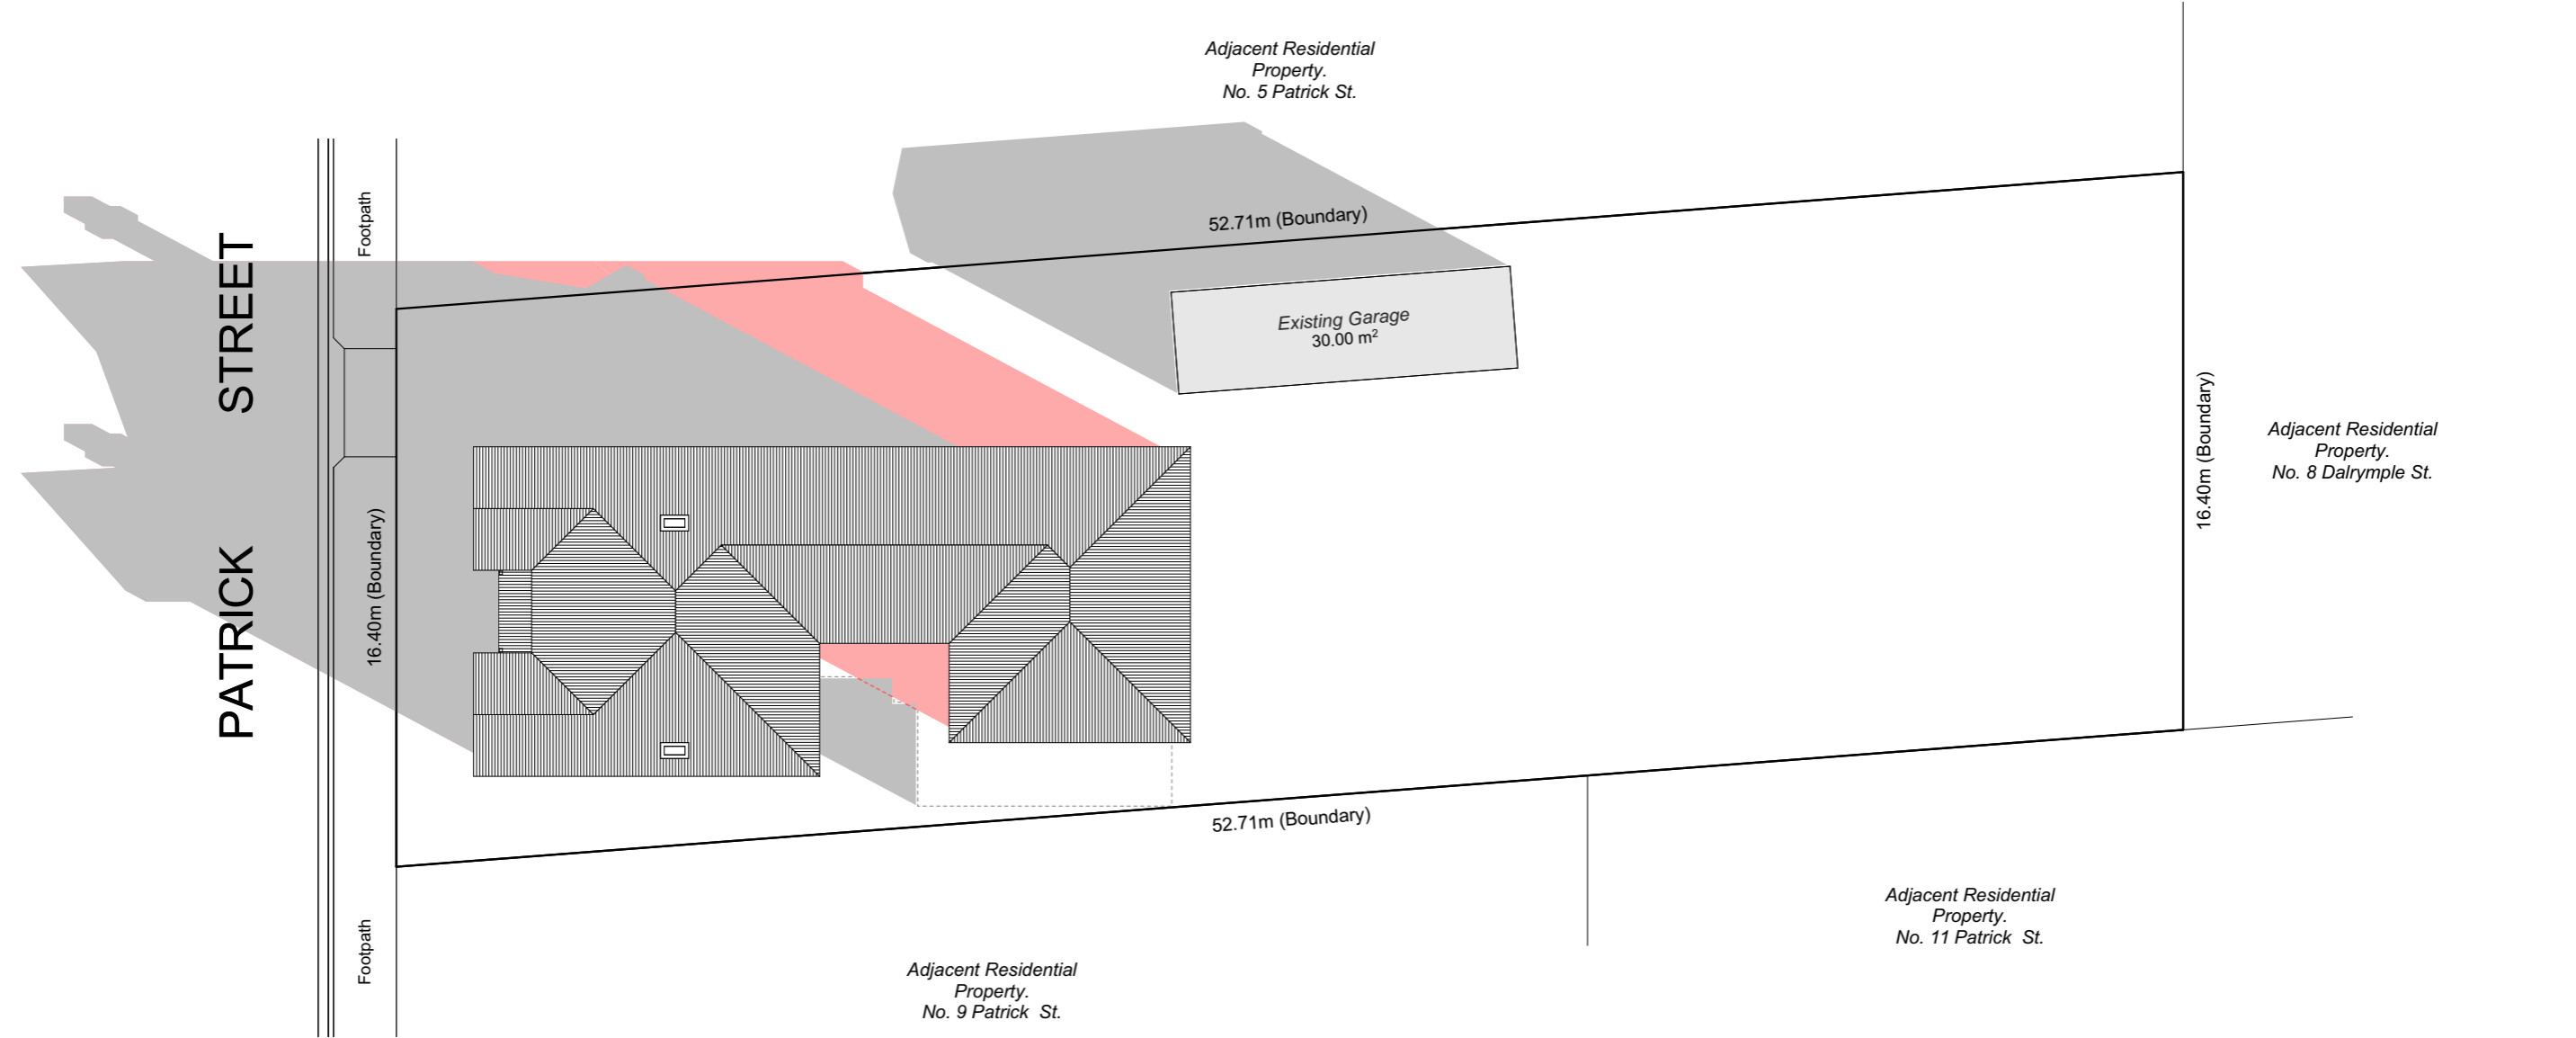 Adjacent Residential
Property.
No. 5 Patrick St.
52.71m (Boundary)
Footpath
PATRICK STREET
Existing Garage
30.00 m²
16.40m (Boundary)
16.40m (Boundary)
Adjacent Residential
Property.
No. 8 Dalrymple St.
52.71m (Boundary)
Footpath
Adjacent Residential
Property.
No. 11 Patrick St.
Adjacent Residential
Property.
No. 9 Patrick St.